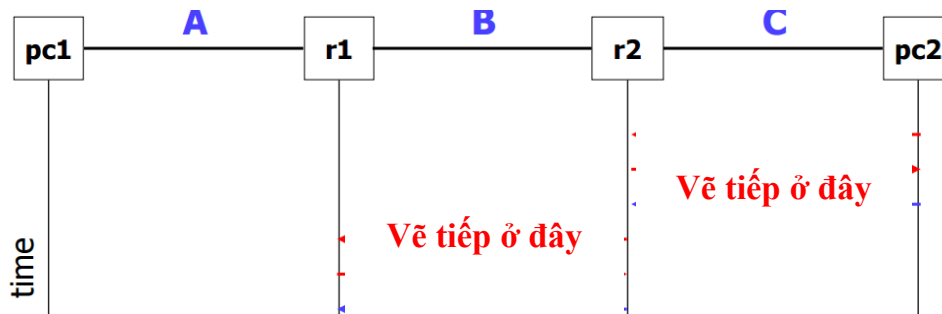 A B C
pc1 r1 r2 pc2
Vẽ tiếp ở đây
Vẽ tiếp ở đây
time